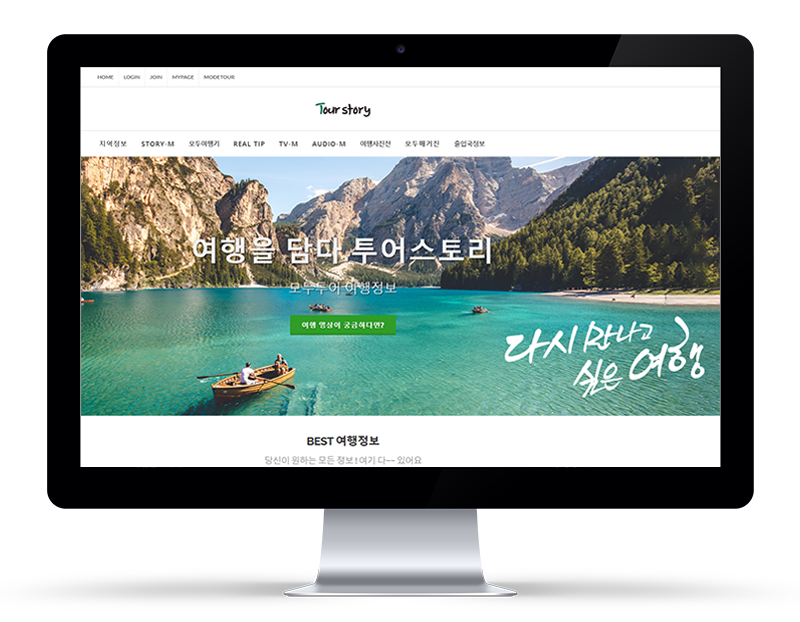 HOME LOGIN JOIN MYPAGE MODETOUR
Tour story
지역정보 STORY-M 모두여행기 REAL TIP TV-M AUDIO-M 여행사진전 모두매거진 출입국정보
여행을 담다 투어스토리
모두투어 여행정보
여행 영상이 궁금하다면?
다시 만나고
싶은 여행
BEST 여행정보
당신이 원하는 모든 정보 ! 여기 다~~ 있어요